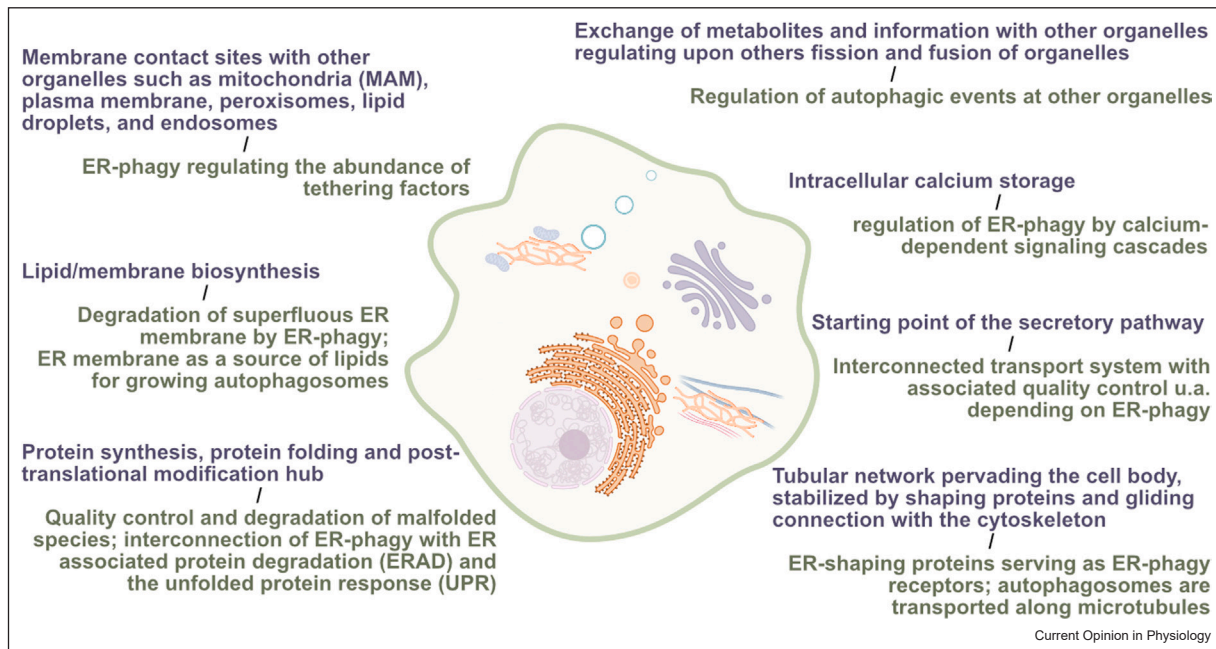 Membrane contact sites with other
organelles such as mitochondria (MAM),
plasma membrane, peroxisomes, lipid
droplets, and endosomes
ER-phagy regulating the abundance of
tethering factors
Lipid/membrane biosynthesis
Degradation of superfluous ER
membrane by ER-phagy;
ER membrane as a source of lipids
for growing autophagosomes
Protein synthesis, protein folding and post-
translational modification hub
Quality control and degradation of malfolded
species; interconnection of ER-phagy with ER
associated protein degradation (ERAD) and
the unfolded protein response (UPR)
Exchange of metabolites and information with other organelles
regulating upon others fission and fusion of organelles
Regulation of autophagic events at other organelles
Intracellular calcium storage
regulation of ER-phagy by calcium-
dependent signaling cascades
Starting point of the secretory pathway
Interconnected transport system with
associated quality control u.a.
depending on ER-phagy
Tubular network pervading the cell body,
stabilized by shaping proteins and gliding
connection with the cytoskeleton
ER-shaping proteins serving as ER-phagy
receptors; autophagosomes are
transported along microtubules
Current Opinion in Physiology